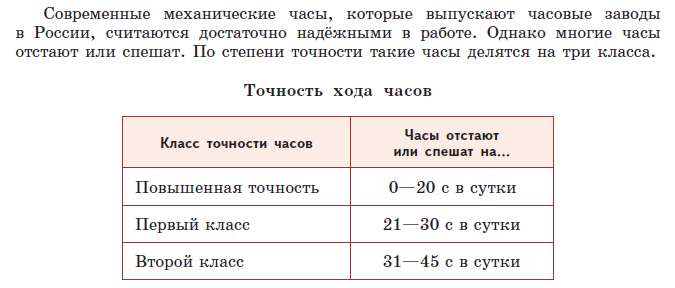 Современные механические часы, которые выпускают часовые заводы
в России, считаются достаточно надёжными в работе. Однако многие часы
отстают или спешат. По степени точности такие часы делятся на три класса.
Точность хода часов
Класс точности часов
Часы отстают
или спешат на...
Повышенная точность
0—20 с в сутки
Первый класс
21—30 с в сутки
Второй класс
31—45 с в сутки